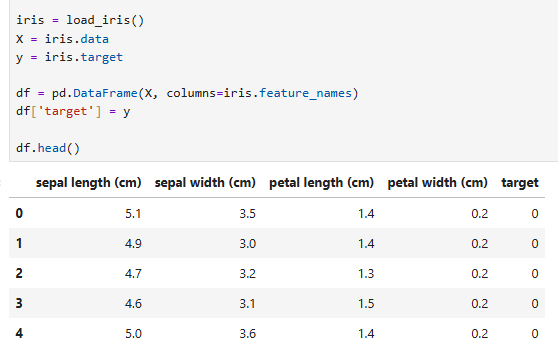 iris = load_iris()
X = iris.data
y = iris.target
df = pd.DataFrame(X, columns=iris.feature_names)
df['target'] = y
df.head()
sepal length (cm) sepal width (cm) petal length (cm) petal width (cm) target
0 5.1 3.5 1.4 0.2 0
1 4.9 3.0 1.4 0.2 0
2 4.7 3.2 1.3 0.2 0
3 4.6 3.1 1.5 0.2 0
4 5.0 3.6 1.4 0.2 0